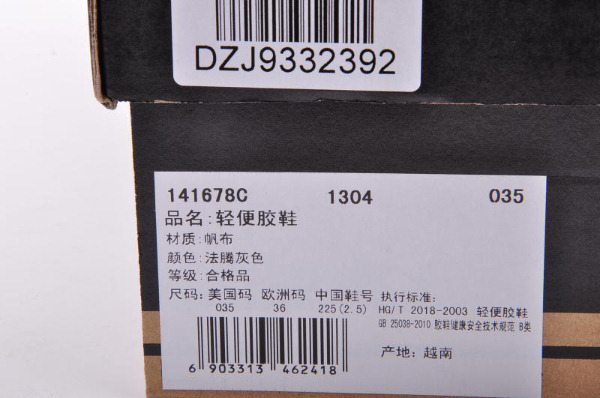 DZJ9332392
141678C 1304 035
品名:轻便胶鞋
材质:帆布
颜色:法腾灰色
等级:合格品
尺码:美国码 欧洲码 中国鞋号 执行标准:
035 36 225(2.5) HG/T 2018-2003 轻便胶鞋
GB 25038-2010 胶鞋健康安全技术规范 B类
产地:越南
6 903313 462418